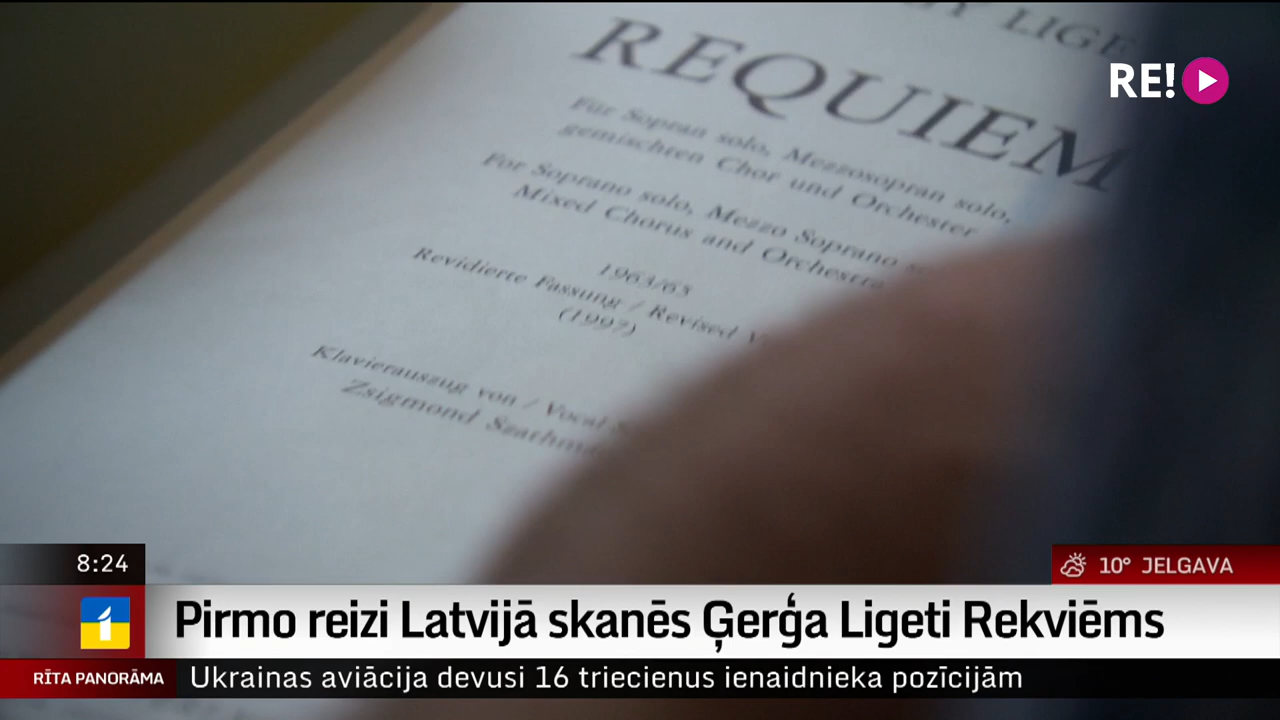 LIGE
REQUIEM
RE!
Für Sopran solo, Mezzosopran solo,
gemischten Chor und Orchester
For Soprano solo, Mezzo Soprano
Mixed Chorus and Orchestra
1963/65
Revidierte Fassung / Revised
(1997)
Klavierauszug von / Vocal
Zsigmond
8:24
10° JELGAVA
1
Pirmo reizi Latvijā skanēs Ģerģa Ligeti Rekviēms
RĪTA PANORĀMA
Ukrainas aviācija devusi 16 triecienus ienaidnieka pozīcijām